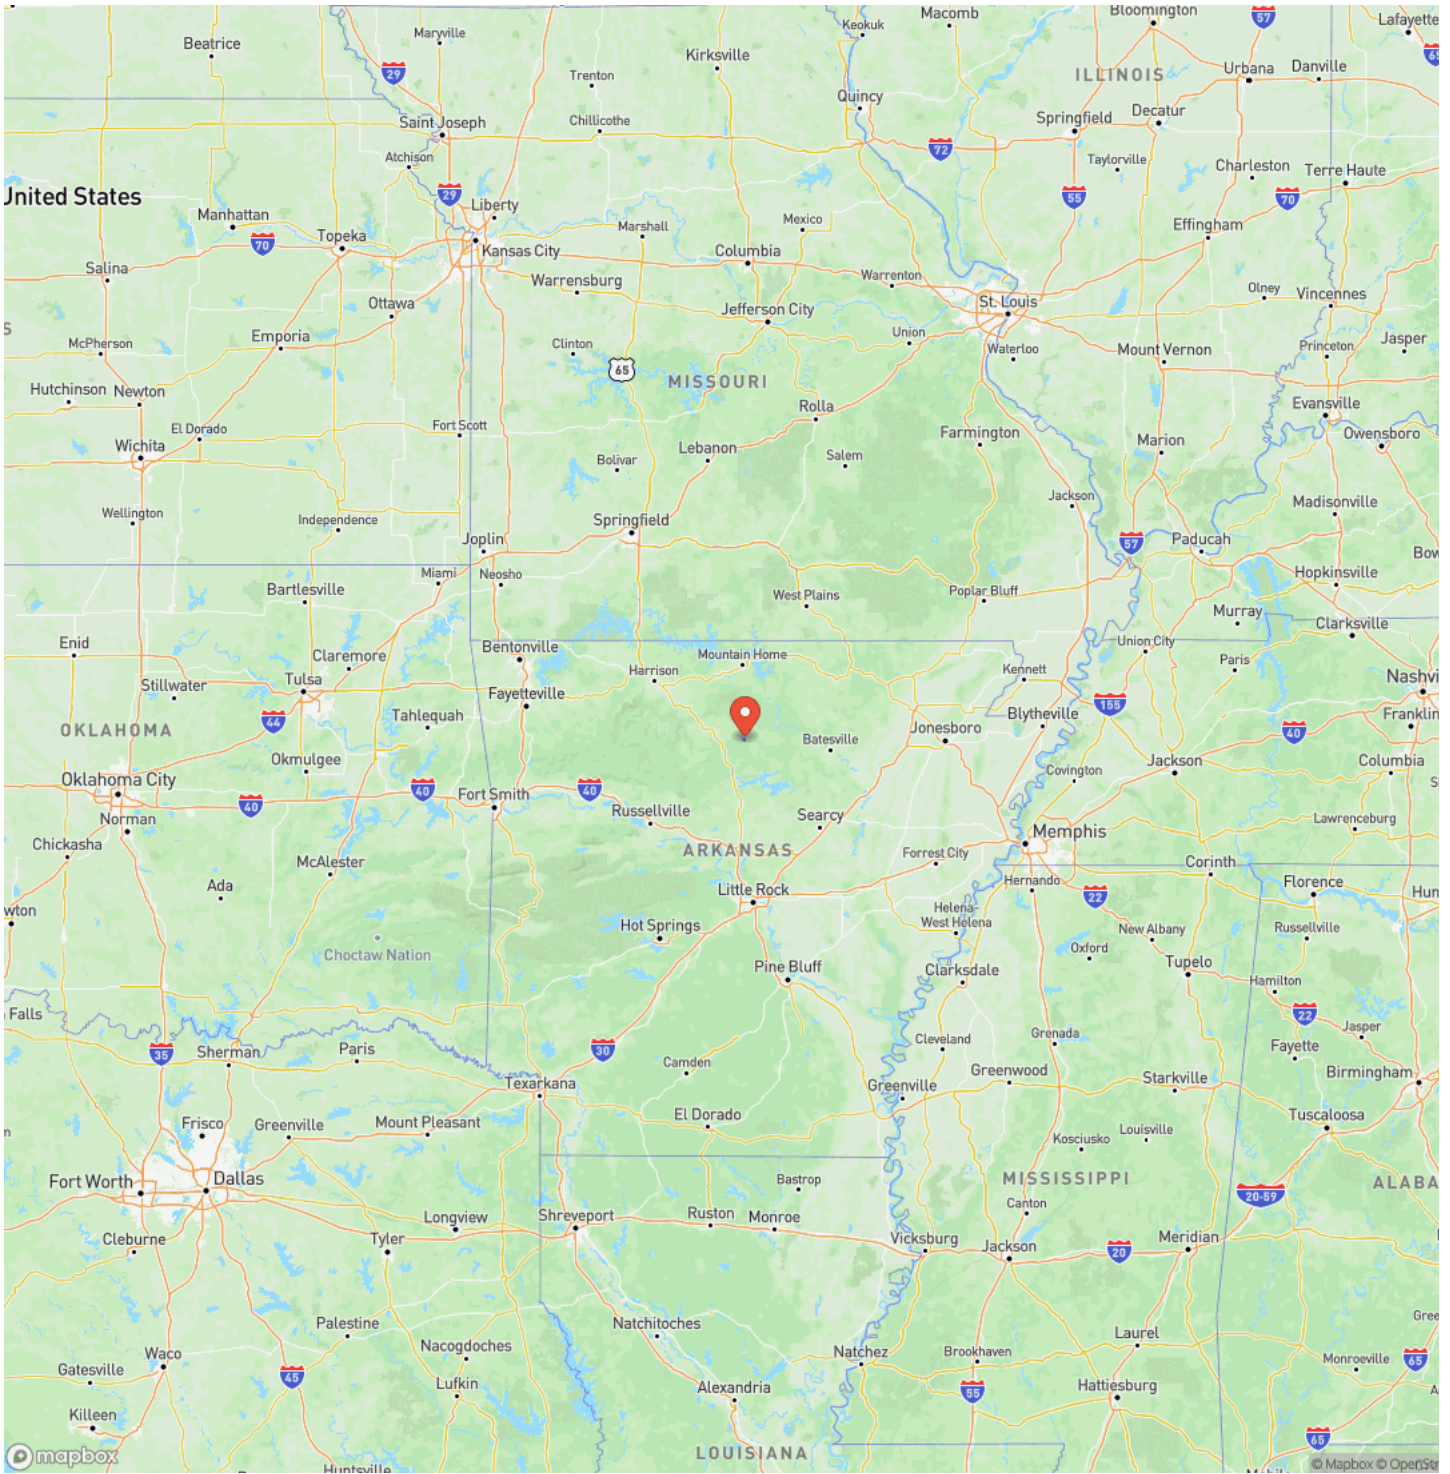 Beatrice
Maryville
Keokuk
Macomb
Bloomington
57
Lafayette
29
Trenton
Kirksville
ILLINOIS
Urbana
Danville
65
Quincy
Saint Joseph
Chillicothe
Springfield
Decatur
Atchison
72
Taylorville
Charleston
Terre Haute
United States
29
Liberty
55
70
Manhattan
Mexico
Effingham
70
Topeka
Marshall
Kansas City
Columbia
Salina
Warrensburg
Warrenton
Olney
Vincennes
Ottawa
Jefferson City
St. Louis
S
McPherson
Emporia
Clinton
Union
Waterloo
Mount Vernon
Princeton
Jasper
65
MISSOURI
Hutchinson
Newton
Rolla
Evansville
El Dorado
Fort Scott
Farmington
Marion
Owensboro
Wichita
Lebanon
Bolivar
Salem
Jackson
Madisonville
Wellington
Independence
Springfield
Joplin
57
Paducah
Bow
Miami
Neosho
Hopkinsville
Bartlesville
West Plains
Poplar Bluff
Murray
Clarksville
Enid
Bentonville
Union City
Claremore
Mountain Home
Harrison
Kennett
Paris
Stillwater
Tulsa
Nashvi
Fayetteville
155
44
Tahlequah
Blytheville
Franklin
OKLAHOMA
Batesville
Jonesboro
40
Okmulgee
Jackson
Columbia
Oklahoma City
Covington
40
40
40
Fort Smith
Norman
Russellville
Searcy
Lawrenceburg
Chickasha
Memphis
McAlester
ARKANSAS
Forrest City
Corinth
Ada
Little Rock
Hernando
Florence
Hun
wton
22
Hot Springs
Helena-
West Helena
New Albany
Russellville
Choctaw Nation
Oxford
Pine Bluff
Clarksdale
Tupelo
Hamilton
Falls
22
Cleveland
Grenada
Jasper
35
Sherman
Paris
30
Fayette
Camden
Greenwood
Birmingham
Texarkana
Greenville
Starkville
Frisco
Greenville
Mount Pleasant
El Dorado
Tuscaloosa
n
Kosciusko
Louisville
Fort Worth
Dallas
Bastrop
MISSISSIPPI
ALABA
20-59
Canton
Longview
Shreveport
Ruston
Monroe
Cleburne
Tyler
Vicksburg
Jackson
20
Meridian
Palestine
Natchitoches
Gree
Laurel
Waco
Nacogdoches
Natchez
Brookhaven
Monroeville
65
Gatesville
45
Lufkin
Alexandria
55
Hattiesburg
A
Killeen
65
mapbox
LOUISIANA
Huntsville
© Mapbox © OpenStr